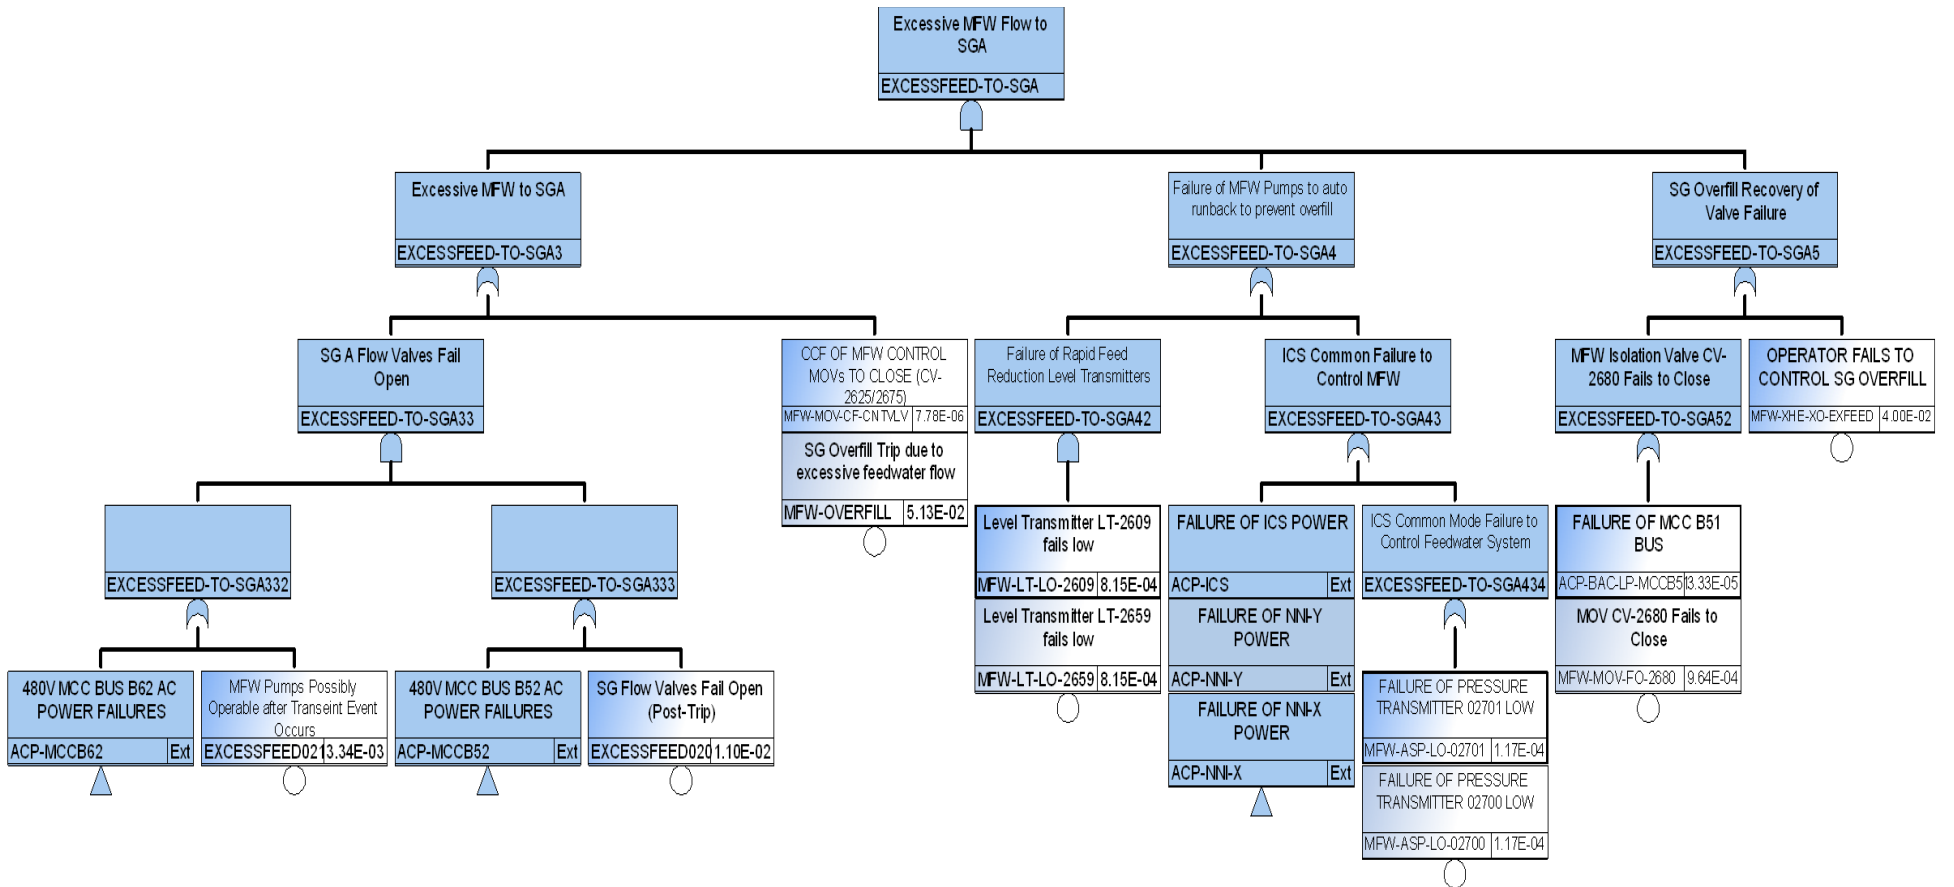 Excessive MFW Flow to
SGA
EXCESSFEED-TO-SGA
Excessive MFW to SGA
EXCESSFEED-TO-SGA3
Failure of MFW Pumps to auto
runback to prevent overfill
EXCESSFEED-TO-SGA4
SG Overfill Recovery of
Valve Failure
EXCESSFEED-TO-SGA5
SG A Flow Valves Fail
Open
EXCESSFEED-TO-SGA33
CCF OF MFW CONTROL
MOVs TO CLOSE (CV-
2625/2675)
MFW-MOV-CF-CNTVLV 7.78E-06
SG Overfill Trip due to
excessive feedwater flow
MFW-OVERFILL 5.13E-02
Failure of Rapid Feed
Reduction Level Transmitters
EXCESSFEED-TO-SGA42
ICS Common Failure to
Control MFW
EXCESSFEED-TO-SGA43
MFW Isolation Valve CV-
2680 Fails to Close
EXCESSFEED-TO-SGA52
OPERATOR FAILS TO
CONTROL SG OVERFILL
MFW-XHE-XO-EXFEED 4.00E-02
EXCESSFEED-TO-SGA332
EXCESSFEED-TO-SGA333
Level Transmitter LT-2609
fails low
MFW-LT-LO-2609 8.15E-04
Level Transmitter LT-2659
fails low
MFW-LT-LO-2659 8.15E-04
FAILURE OF ICS POWER
ACP-ICS Ext
FAILURE OF NNI-Y
POWER
ACP-NNI-Y Ext
FAILURE OF NNI-X
POWER
ACP-NNI-X Ext
ICS Common Mode Failure to
Control Feedwater System
EXCESSFEED-TO-SGA434
FAILURE OF MCC B51
BUS
ACP-BAC-LP-MCCB51 3.33E-05
MOV CV-2680 Fails to
Close
MFW-MOV-FO-2680 9.64E-04
480V MCC BUS B62 AC
POWER FAILURES
ACP-MCCB62 Ext
MFW Pumps Possibly
Operable after Transeint Event
Occurs
EXCESSFEED021 3.34E-03
480V MCC BUS B52 AC
POWER FAILURES
ACP-MCCB52 Ext
SG Flow Valves Fail Open
(Post-Trip)
EXCESSFEED020 1.10E-02
FAILURE OF PRESSURE
TRANSMITTER 02701 LOW
MFW-ASP-LO-02701 1.17E-04
FAILURE OF PRESSURE
TRANSMITTER 02700 LOW
MFW-ASP-LO-02700 1.17E-04